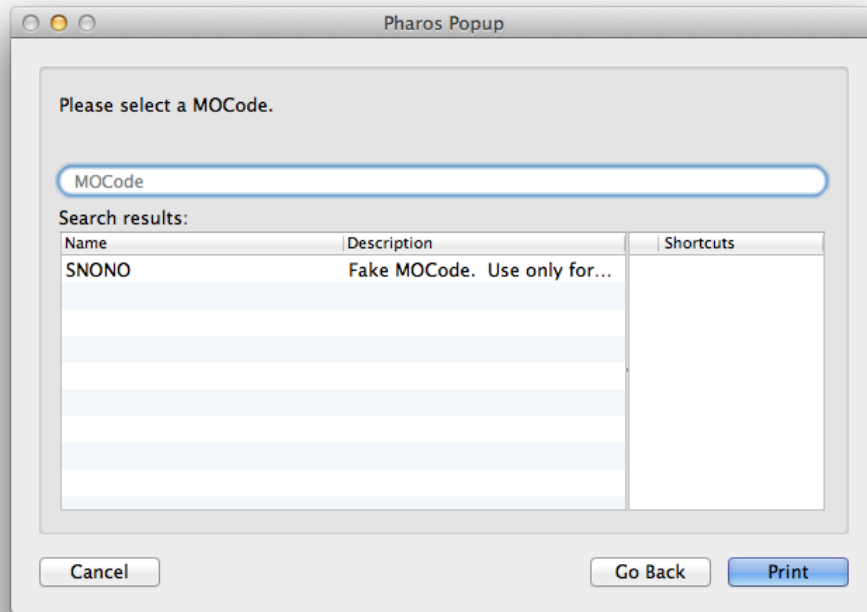 Pharos Popup
Please select a MOCode.
MOCode
Search results:
Name Description Shortcuts
SNONO Fake MOCode. Use only for...
Cancel Go Back Print